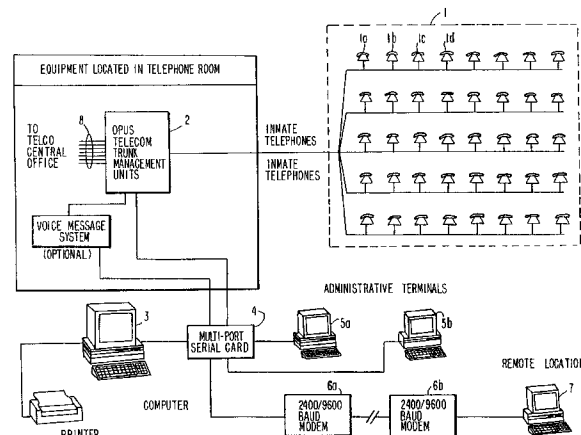 1
1a 1b 1c 1d
EQUIPMENT LOCATED IN TELEPHONE ROOM
2
8
TO
TELCO
CENTRAL
OFFICE
OPUS
TELECOM
TRUNK
MANAGEMENT
UNITS
INMATE
TELEPHONES
INMATE
TELEPHONES
VOICE MESSAGE
SYSTEM
(OPTIONAL)
ADMINISTRATIVE TERMINALS
3
4
5a
5b
MULTI-PORT
SERIAL CARD
REMOTE LOCATION
COMPUTER
6a
6b
7
2400/9600
BAUD
MODEM
2400/9600
BAUD
MODEM
PRINTER